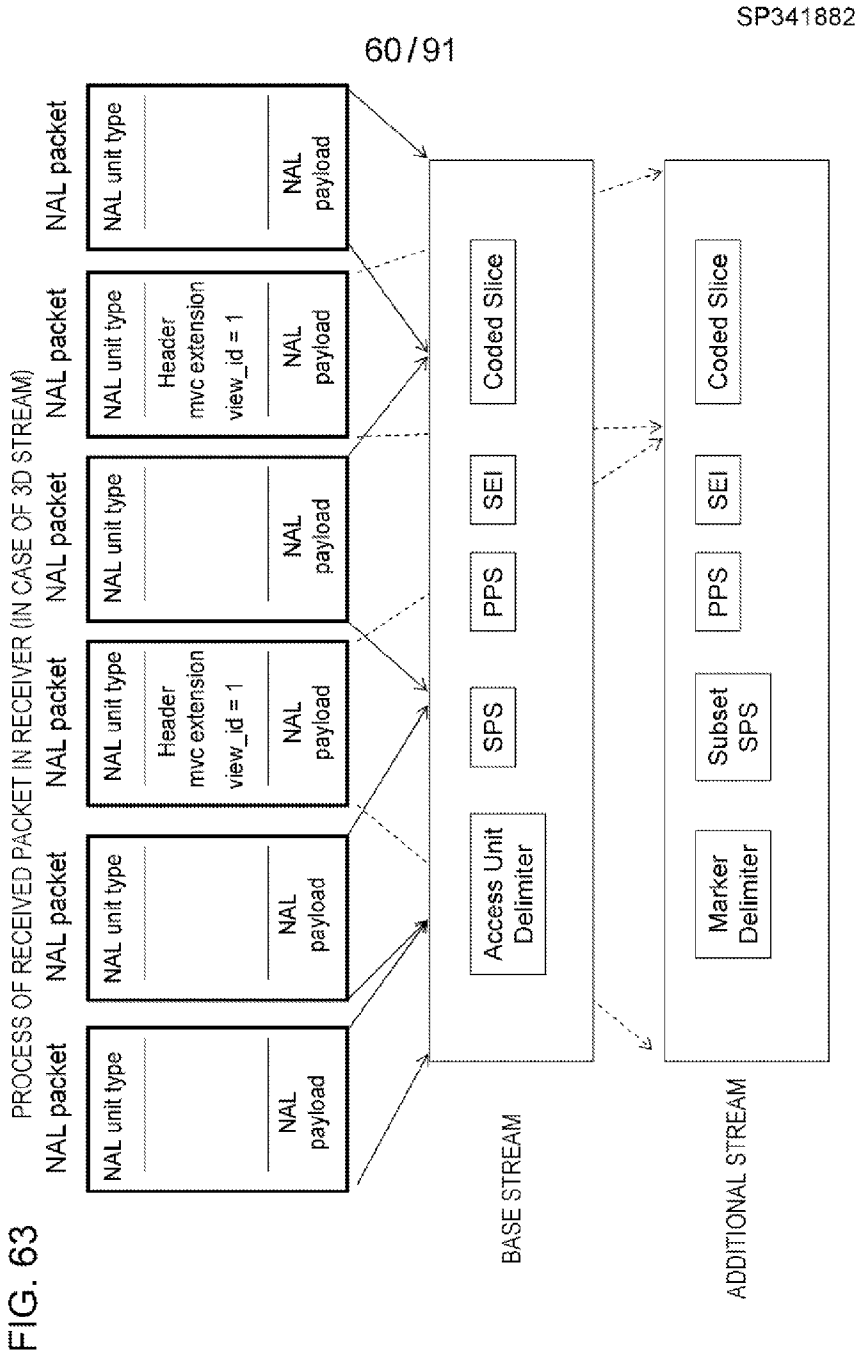 SP341882
60/91
FIG. 63
PROCESS OF RECEIVED PACKET IN RECEIVER (IN CASE OF 3D STREAM)
NAL packet
NAL packet
NAL packet
NAL packet
NAL packet
NAL packet
NAL unit type
NAL
payload
NAL unit type
NAL
payload
NAL unit type
Header
mvc extension
view_id = 1
NAL
payload
NAL unit type
NAL
payload
NAL unit type
Header
mvc extension
view_id = 1
NAL
payload
NAL unit type
NAL
payload
BASE STREAM
Access Unit
Delimiter
SPS
PPS
SEI
Coded Slice
ADDITIONAL STREAM
Marker
Delimiter
Subset
SPS
PPS
SEI
Coded Slice